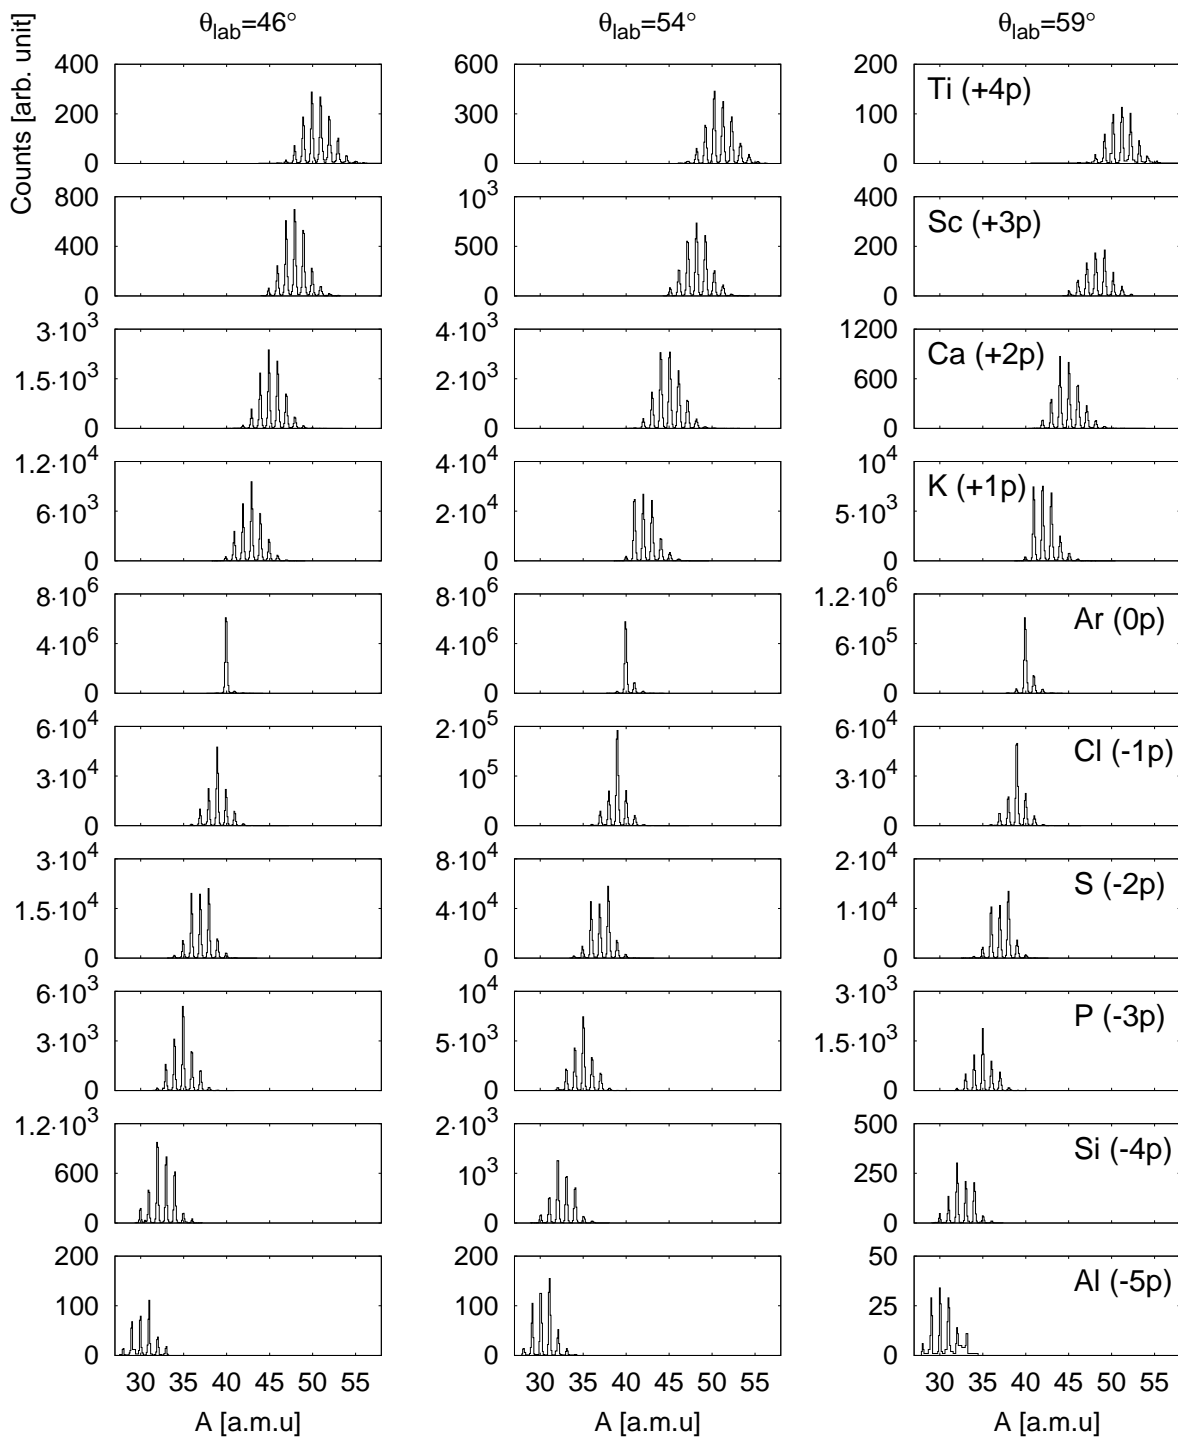 θlab=46° θlab=54° θlab=59°
Counts [arb. unit]
400 600 200 Ti (+4p)
200 300 100
0 0 0
800 10³ 400 Sc (+3p)
400 500 200
0 0 0
3·10³ 4·10³ 1200 Ca (+2p)
1.5·10³ 2·10³ 600
0 0 0
1.2·10⁴ 4·10⁴ 10⁴ K (+1p)
6·10³ 2·10⁴ 5·10³
0 0 0
8·10⁶ 8·10⁶ 1.2·10⁶ Ar (0p)
4·10⁶ 4·10⁶ 6·10⁵
0 0 0
6·10⁴ 2·10⁵ 6·10⁴ Cl (-1p)
3·10⁴ 10⁵ 3·10⁴
0 0 0
3·10⁴ 8·10⁴ 2·10⁴ S (-2p)
1.5·10⁴ 4·10⁴ 1·10⁴
0 0 0
6·10³ 10⁴ 3·10³ P (-3p)
3·10³ 5·10³ 1.5·10³
0 0 0
1.2·10³ 2·10³ 500 Si (-4p)
600 10³ 250
0 0 0
200 200 50 Al (-5p)
100 100 25
0 0 0
30 35 40 45 50 55 30 35 40 45 50 55 30 35 40 45 50 55
A [a.m.u] A [a.m.u] A [a.m.u]